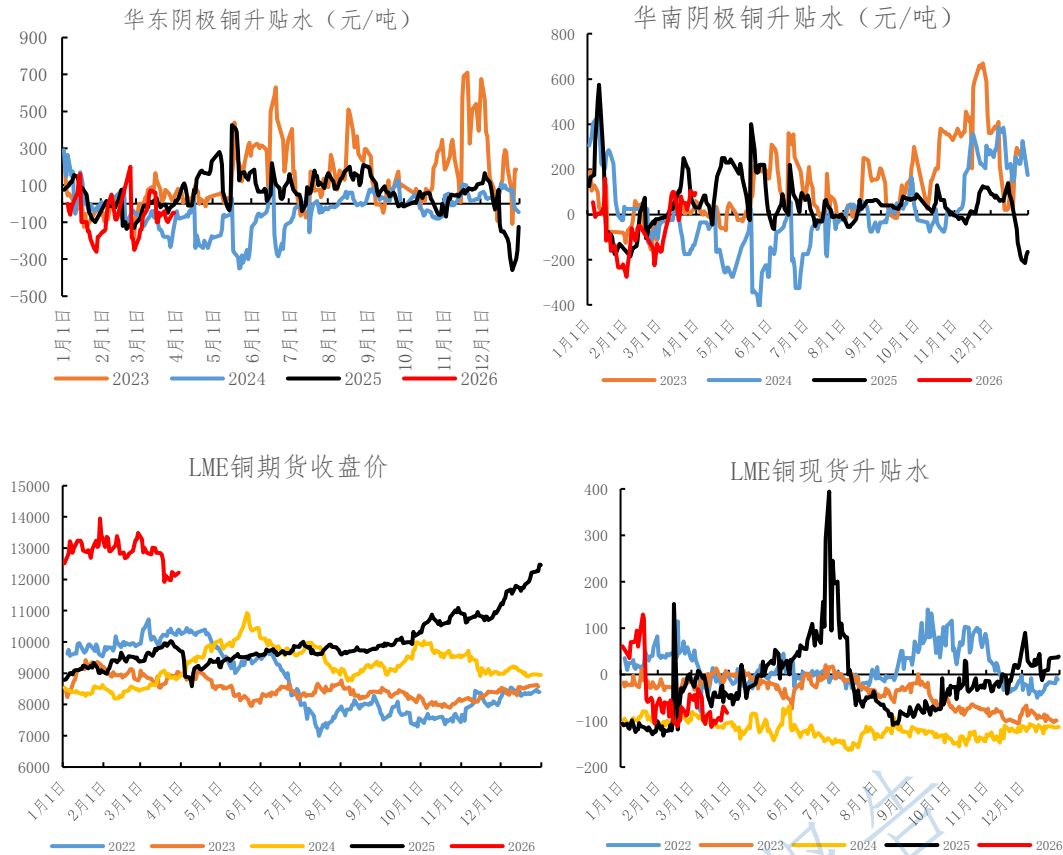 华东阴极铜升贴水（元/吨）
900
700
500
300
100
-100
-300
-500
1月1日
2月1日
3月1日
4月1日
5月1日
6月1日
7月1日
8月1日
9月1日
10月1日
11月1日
12月1日
2023
2024
2025
2026
华南阴极铜升贴水（元/吨）
800
600
400
200
0
-200
-400
1月1日
2月1日
3月1日
4月1日
5月1日
6月1日
7月1日
8月1日
9月1日
10月1日
11月1日
12月1日
2023
2024
2025
2026
LME铜期货收盘价
15000
14000
13000
12000
11000
10000
9000
8000
7000
6000
1月1日
2月1日
3月1日
4月1日
5月1日
6月1日
7月1日
8月1日
9月1日
10月1日
11月1日
12月1日
2022
2023
2024
2025
2026
LME铜现货升贴水
400
300
200
100
0
-100
-200
1月1日
2月1日
3月1日
4月1日
5月1日
6月1日
7月1日
8月1日
9月1日
10月1日
11月1日
12月1日
2022
2023
2024
2025
2026
告